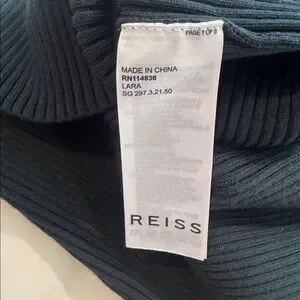 PAGE 1 OF 8
MADE IN CHINA
RN114836
LARA
SG 297.3.21.50
REISS